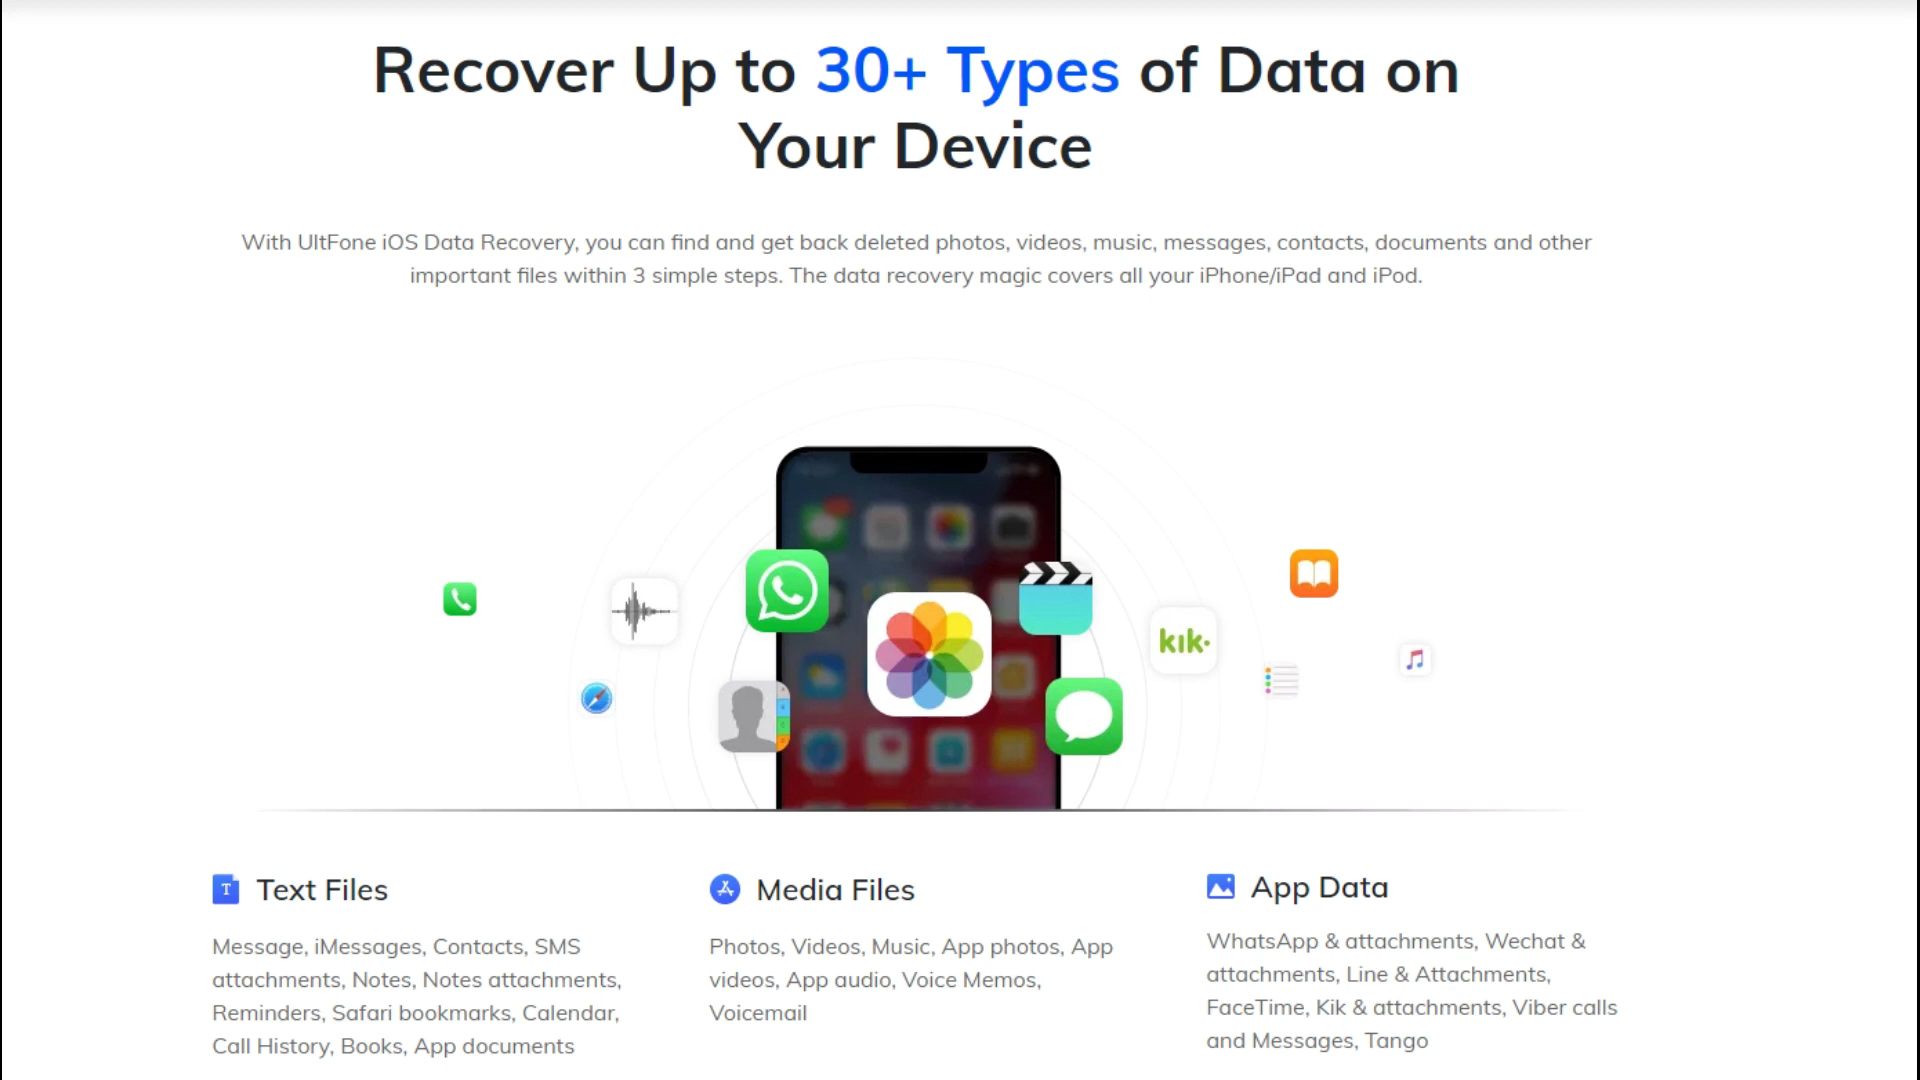 Recover Up to 30+ Types of Data on
Your Device
With UltFone iOS Data Recovery, you can find and get back deleted photos, videos, music, messages, contacts, documents and other
important files within 3 simple steps. The data recovery magic covers all your iPhone/iPad and iPod.
kik.
T Text Files
Message, iMessages, Contacts, SMS
attachments, Notes, Notes attachments,
Reminders, Safari bookmarks, Calendar,
Call History, Books, App documents
Media Files
Photos, Videos, Music, App photos, App
videos, App audio, Voice Memos,
Voicemail
App Data
WhatsApp & attachments, Wechat &
attachments, Line & Attachments,
FaceTime, Kik & attachments, Viber calls
and Messages, Tango